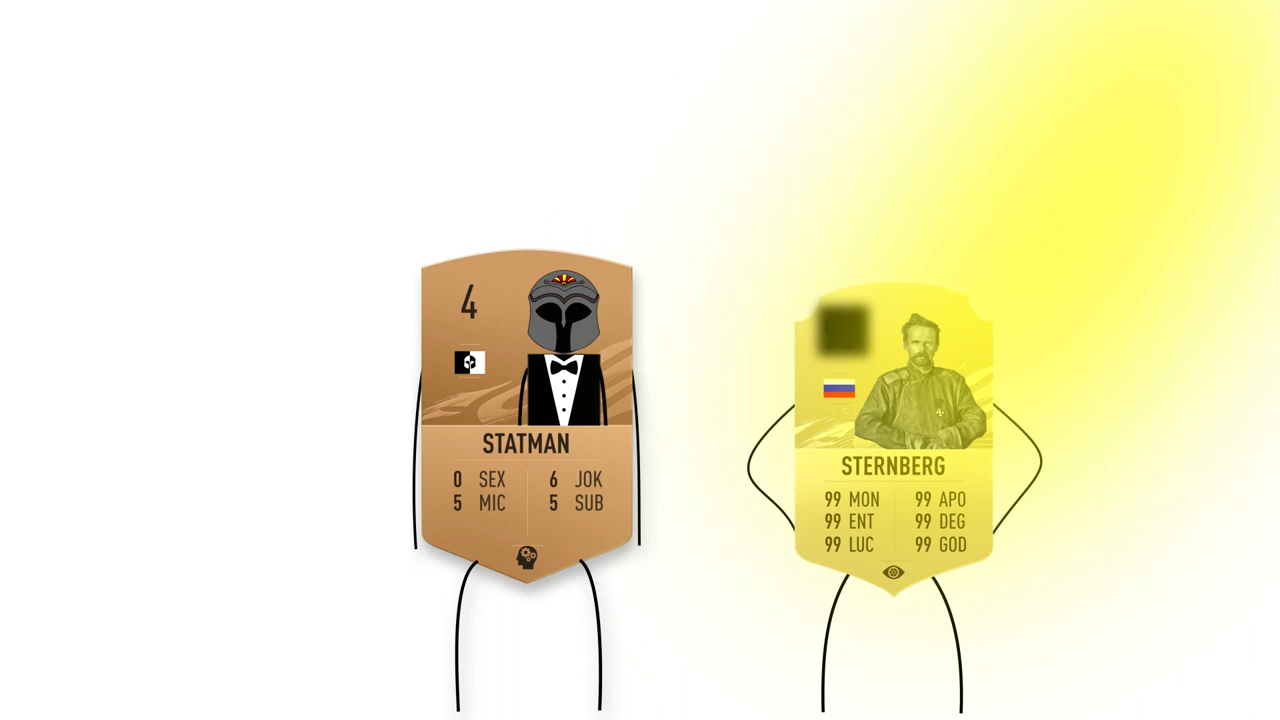 4
STATMAN
0 SEX 6 JOK
5 MIC 5 SUB
STERNBERG
99 MON 99 APO
99 ENT 99 DEG
99 LUC 99 GOD